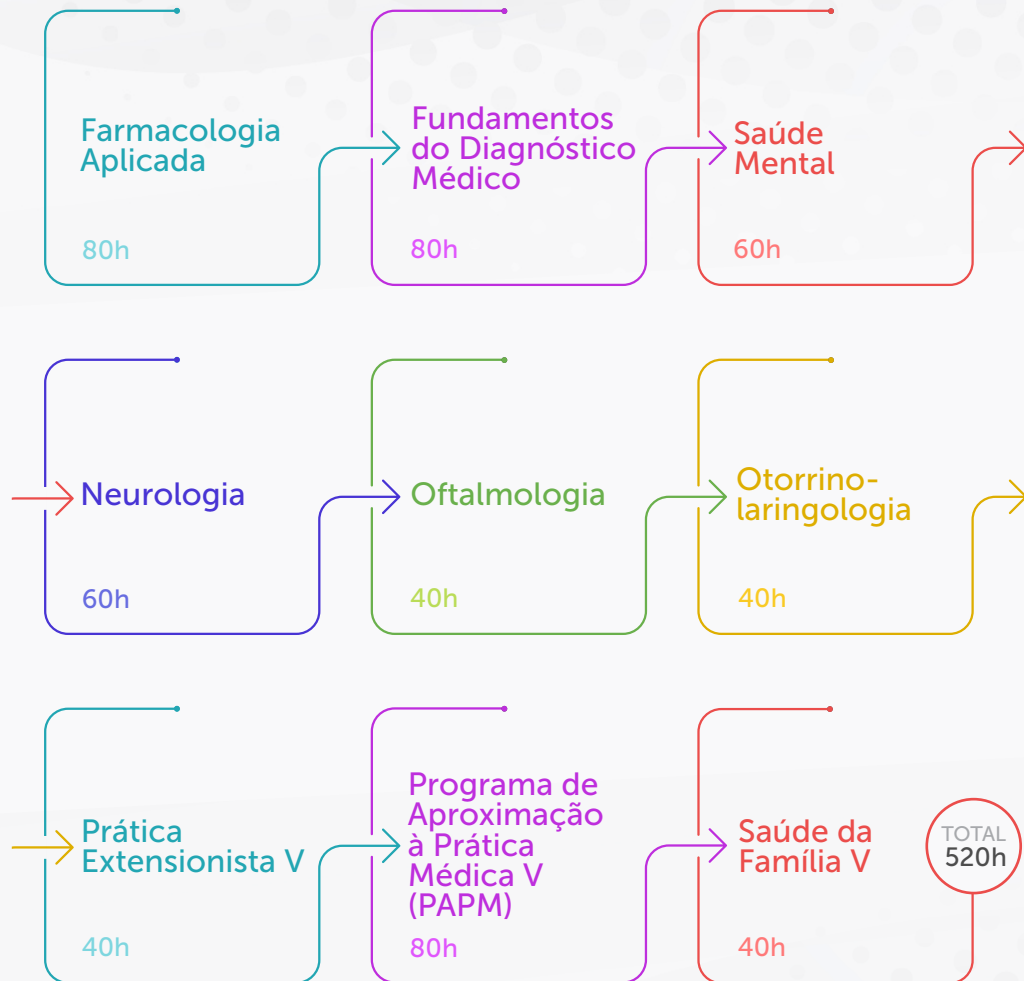 Farmacologia
Aplicada
80h
Fundamentos
do Diagnóstico
Médico
80h
Saúde
Mental
60h
Neurologia
60h
Oftalmologia
40h
Otorrino-
laringologia
40h
Prática
Extensionista V
40h
Programa de
Aproximação
à Prática
Médica V
(PAPM)
80h
Saúde da
Família V
40h
TOTAL
520h